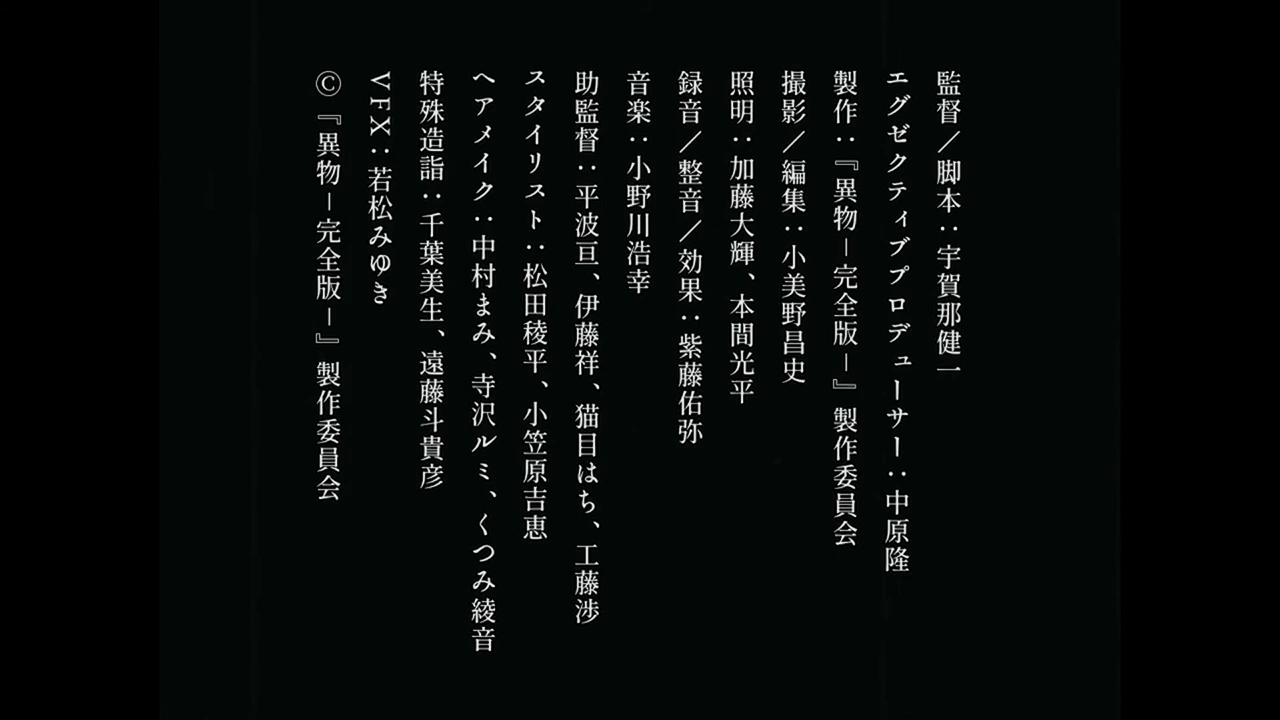 監督／脚本：宇賀那健一
エグゼクティブプロデューサー：中原隆
製作：『異物－完全版－』製作委員会
撮影／編集：小美野昌史
照明：加藤大輝、本間光平
録音／整音／効果：紫藤佑弥
音楽：小野川浩幸
助監督：平波亘、伊藤祥、猫目はち、工藤渉
スタイリスト：松田稜平、小笠原吉恵
ヘアメイク：中村まみ、寺沢ルミ、くつみ綾音
特殊造詣：千葉美生、遠藤斗貴彦
VFX：若松みゆき
©『異物－完全版－』製作委員会